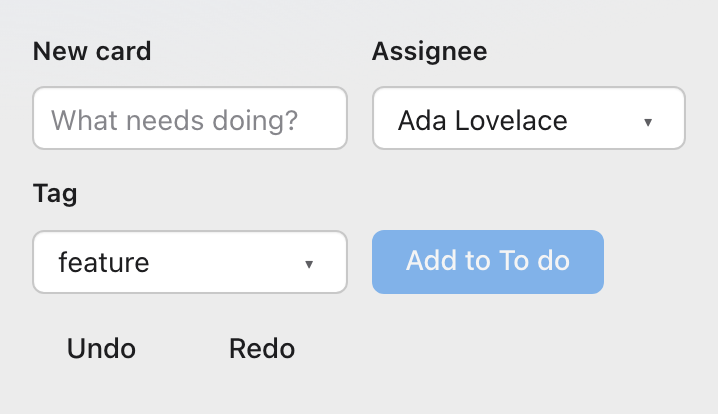 New card
Assignee
What needs doing?
Ada Lovelace
Tag
feature
Add to To do
Undo
Redo